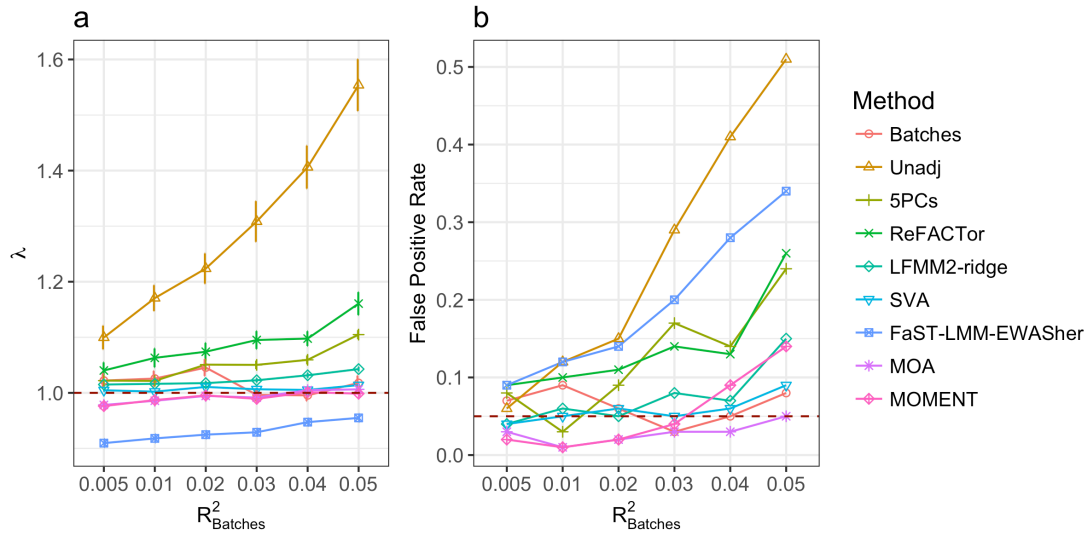 a
λ
1.6
1.4
1.2
1.0
0.005 0.01 0.02 0.03 0.04 0.05
R²Batches
b
False Positive Rate
0.5
0.4
0.3
0.2
0.1
0.0
0.005 0.01 0.02 0.03 0.04 0.05
R²Batches
Method
Batches
Unadj
5PCs
ReFACTor
LFMM2-ridge
SVA
FaST-LMM-EWASher
MOA
MOMENT